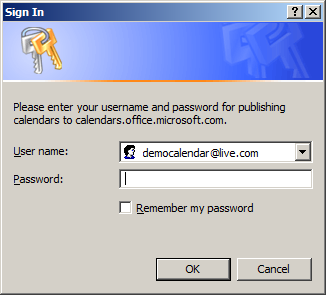 Sign In
Please enter your username and password for publishing
calendars to calendars.office.microsoft.com.
User name:
democalendar@live.com
Password:
Remember my password
OK
Cancel